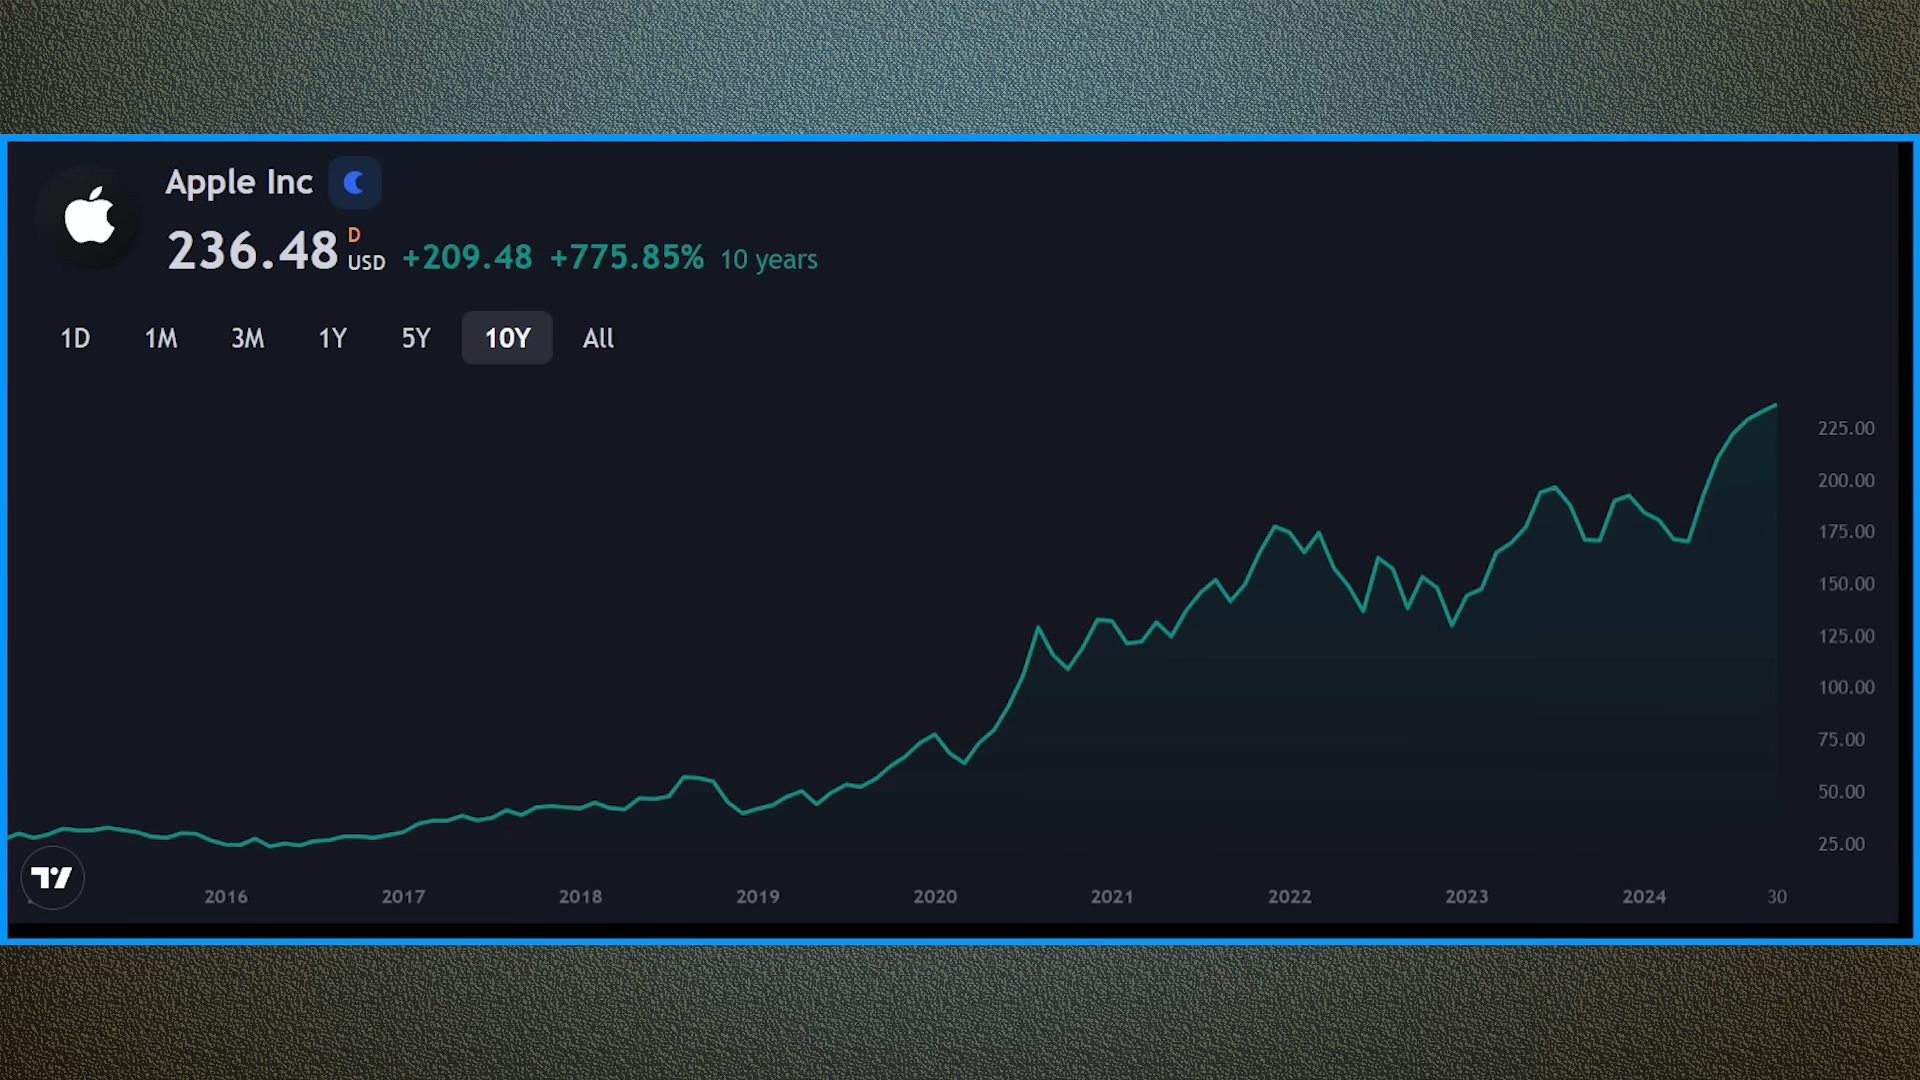 Apple Inc
236.48 D USD +209.48 +775.85% 10 years
1D 1M 3M 1Y 5Y 10Y All
225.00
200.00
175.00
150.00
125.00
100.00
75.00
50.00
25.00
2016 2017 2018 2019 2020 2021 2022 2023 2024 30